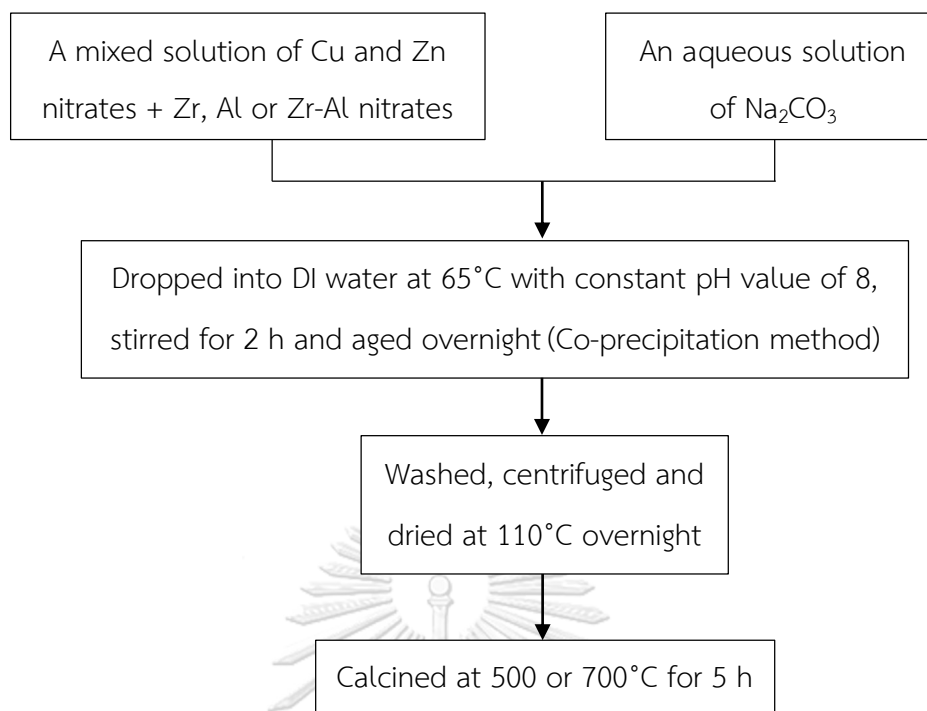 A mixed solution of Cu and Zn
nitrates + Zr, Al or Zr-Al nitrates
An aqueous solution
of Na₂CO₃
Dropped into DI water at 65°C with constant pH value of 8,
stirred for 2 h and aged overnight (Co-precipitation method)
Washed, centrifuged and
dried at 110°C overnight
Calcined at 500 or 700°C for 5 h